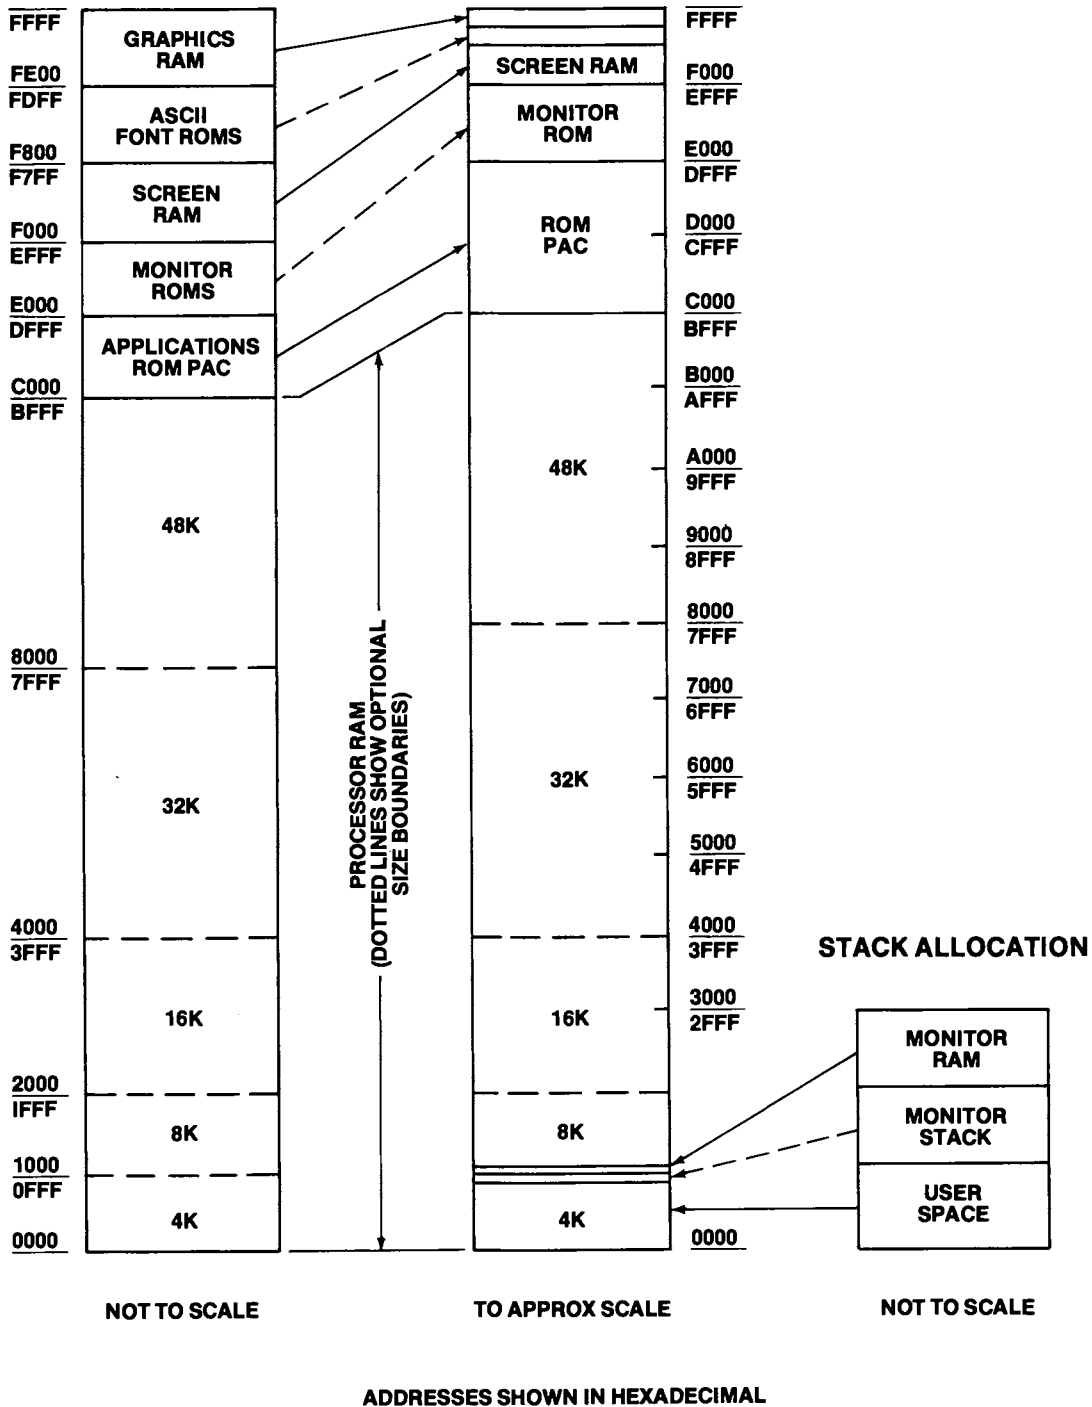 FFFF
GRAPHICS
RAM
FE00
FDFF
ASCII
FONT ROMS
F800
F7FF
SCREEN
RAM
F000
EFFF
MONITOR
ROMS
E000
DFFF
APPLICATIONS
ROM PAC
C000
BFFF
48K
8000
7FFF
32K
4000
3FFF
16K
2000
IFFF
8K
1000
0FFF
4K
0000
NOT TO SCALE
PROCESSOR RAM
(DOTTED LINES SHOW OPTIONAL
SIZE BOUNDARIES)
FFFF
SCREEN RAM
F000
EFFF
MONITOR
ROM
E000
DFFF
ROM
PAC
D000
CFFF
C000
BFFF
B000
AFFF
48K
A000
9FFF
9000
8FFF
8000
7FFF
7000
6FFF
32K
6000
5FFF
5000
4FFF
4000
3FFF
16K
3000
2FFF
8K
4K
0000
TO APPROX SCALE
STACK ALLOCATION
MONITOR
RAM
MONITOR
STACK
USER
SPACE
NOT TO SCALE
ADDRESSES SHOWN IN HEXADECIMAL